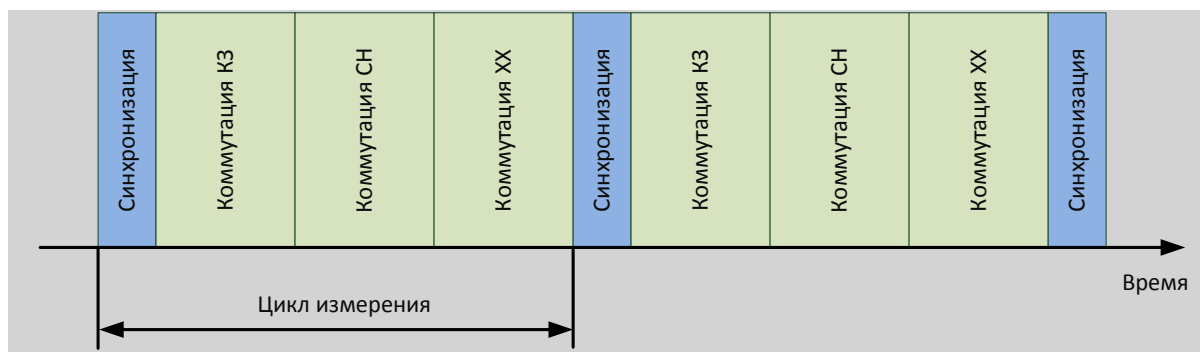 Синхронизация
Коммутация КЗ
Коммутация СН
Коммутация ХХ
Синхронизация
Коммутация КЗ
Коммутация СН
Коммутация ХХ
Синхронизация
Время
Цикл измерения